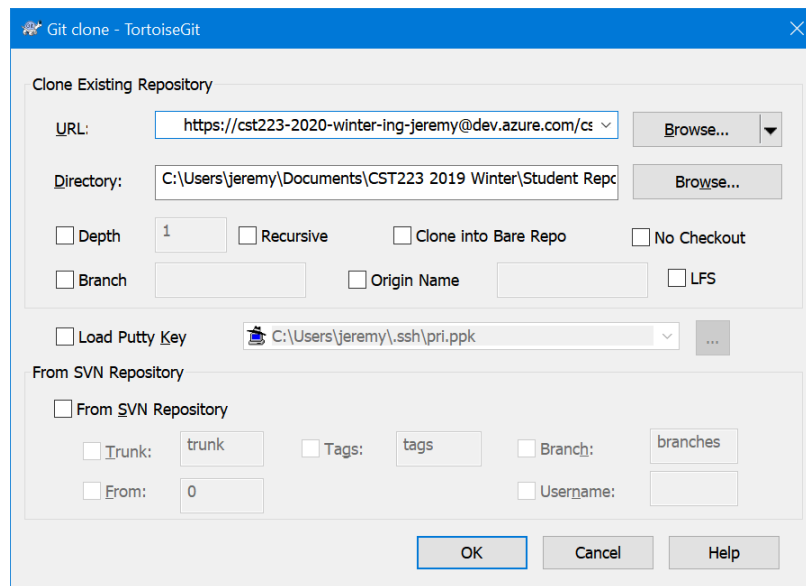 Git clone - TortoiseGit
Clone Existing Repository
URL: https://cst223-2020-winter-ing-jeremy@dev.azure.com/cs Browse...
Directory: C:\Users\jeremy\Documents\CST223 2019 Winter\Student Repo Browse...
Depth 1 Recursive Clone into Bare Repo No Checkout
Branch Origin Name LFS
Load Putty Key C:\Users\jeremy\.ssh\pri.ppk ...
From SVN Repository
From SVN Repository
Trunk: trunk Tags: tags Branch: branches
From: 0 Username:
OK Cancel Help